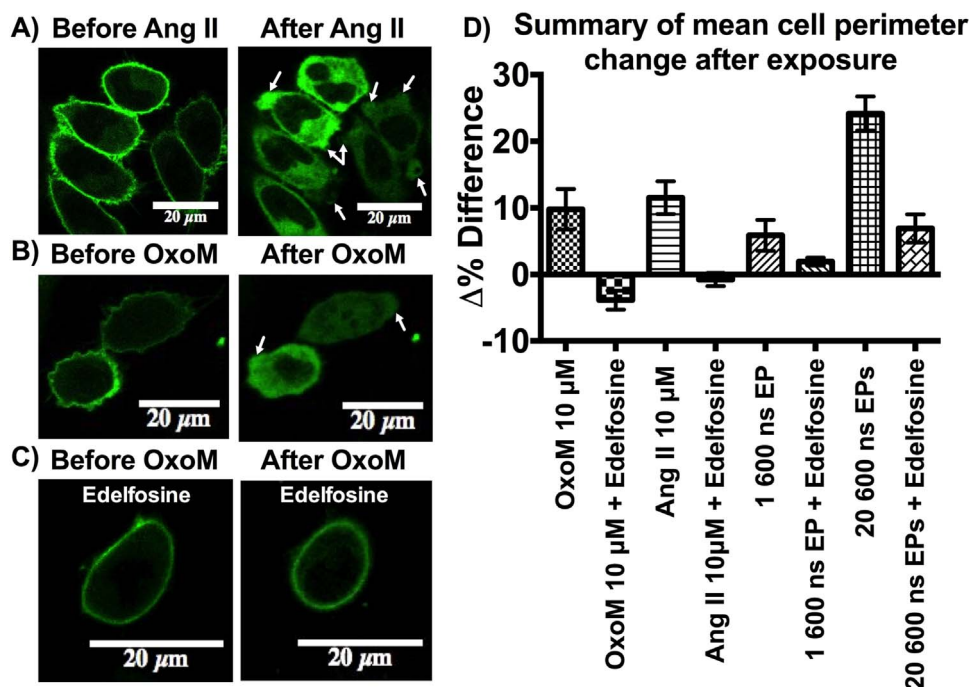 A) Before Ang II
After Ang II
20 µm
20 µm
B) Before OxoM
After OxoM
20 µm
20 µm
C) Before OxoM
After OxoM
Edelfosine
Edelfosine
20 µm
20 µm
D) Summary of mean cell perimeter
change after exposure
Δ% Difference
30
20
10
0
-10
OxoM 10 µM
OxoM 10 µM + Edelfosine
Ang II 10 µM
Ang II 10µM + Edelfosine
1 600 ns EP
1 600 ns EP + Edelfosine
20 600 ns EPs
20 600 ns EPs + Edelfosine